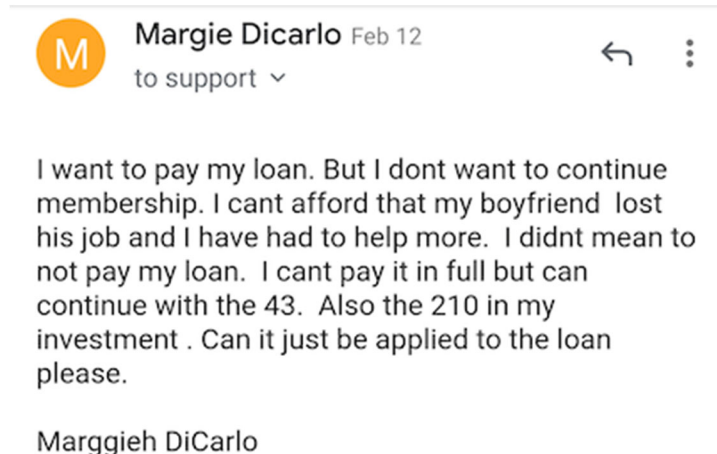 M
Margie Dicarlo Feb 12
to support
I want to pay my loan. But I dont want to continue
membership. I cant afford that my boyfriend  lost
his job and I have had to help more.  I didnt mean to
not pay my loan.  I cant pay it in full but can
continue with the 43.  Also the 210 in my
investment . Can it just be applied to the loan
please.
Marggieh DiCarlo